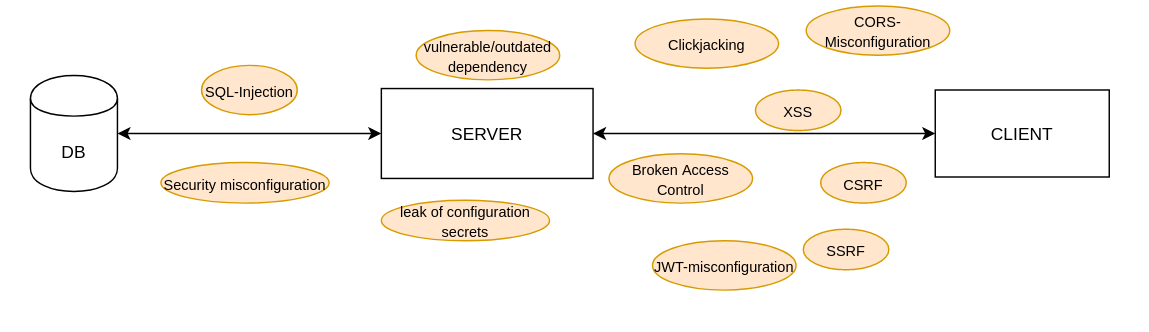 CORS-
Misconfiguration
Clickjacking
vulnerable/outdated
dependency
SQL-Injection
XSS
DB
SERVER
CLIENT
Security misconfiguration
Broken Access
Control
CSRF
leak of configuration
secrets
SSRF
JWT-misconfiguration